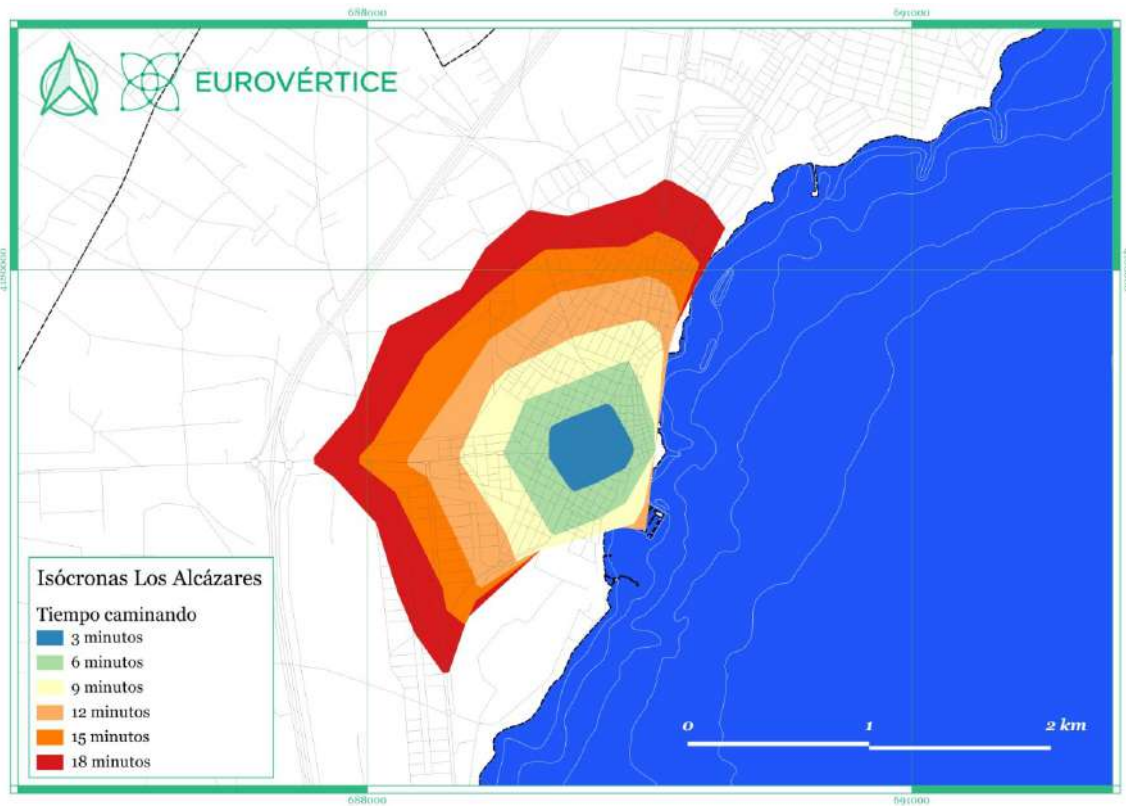 688000 691000
EUROVÉRTICE
4180000
Isócronas Los Alcázares
Tiempo caminando
3 minutos
6 minutos
9 minutos
12 minutos
15 minutos
18 minutos
0 1 2 km
688000 691000